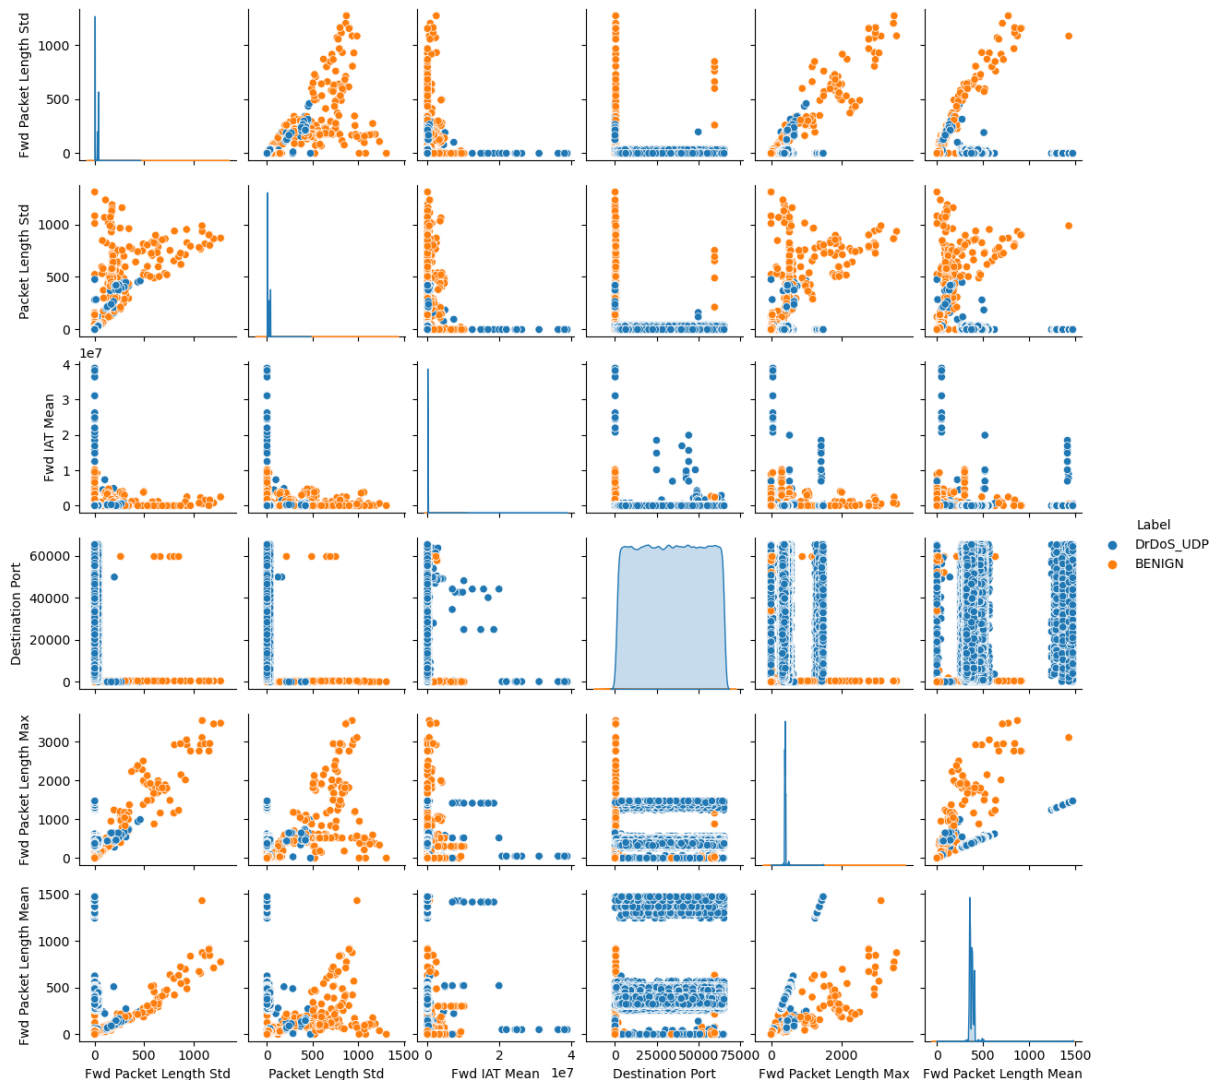 Fwd Packet Length Std
1000
500
0
Packet Length Std
1000
500
0
1e7
Fwd IAT Mean
4
3
2
1
0
Label
DrDoS_UDP
BENIGN
Destination Port
60000
40000
20000
0
Fwd Packet Length Max
3000
2000
1000
0
Fwd Packet Length Mean
1500
1000
500
0
0 500 1000
Fwd Packet Length Std
0 500 1000 1500
Packet Length Std
0 2 4
Fwd IAT Mean 1e7
0 25000 50000 75000
Destination Port
0 2000
Fwd Packet Length Max
0 500 1000 1500
Fwd Packet Length Mean